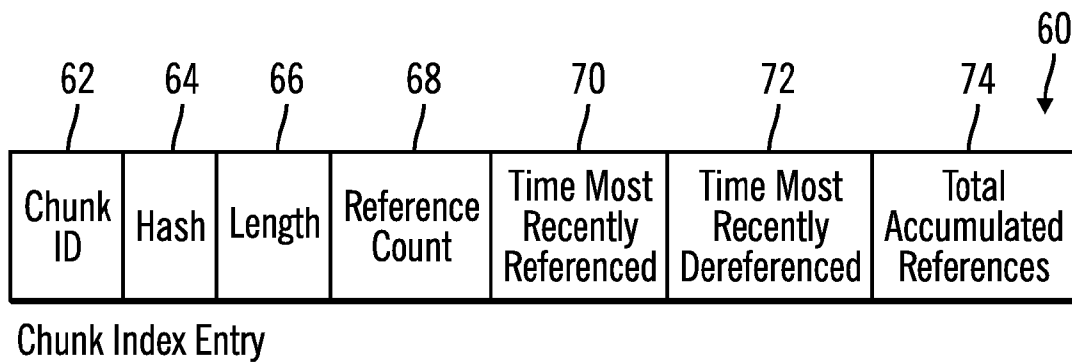 60
62 64 66 68 70 72 74
Chunk ID
Hash
Length
Reference Count
Time Most Recently Referenced
Time Most Recently Dereferenced
Total Accumulated References
Chunk Index Entry